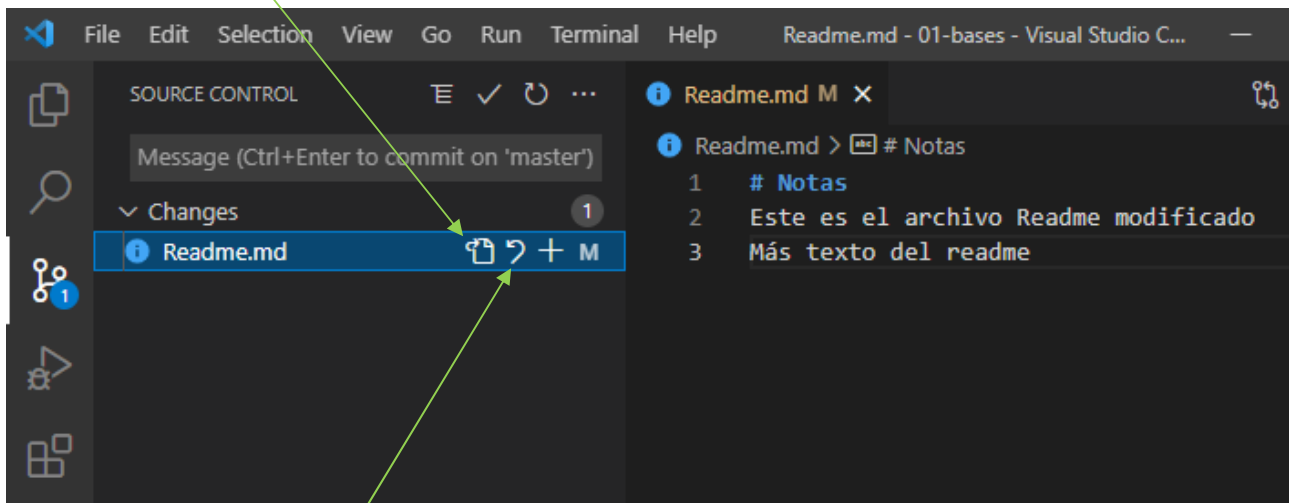 File Edit Selection View Go Run Terminal Help Readme.md - 01-bases - Visual Studio C...
SOURCE CONTROL
Readme.md M
Message (Ctrl+Enter to commit on 'master')
Readme.md > abc # Notas
Changes 1
Readme.md M
1 # Notas
2 Este es el archivo Readme modificado
3 Más texto del readme
1